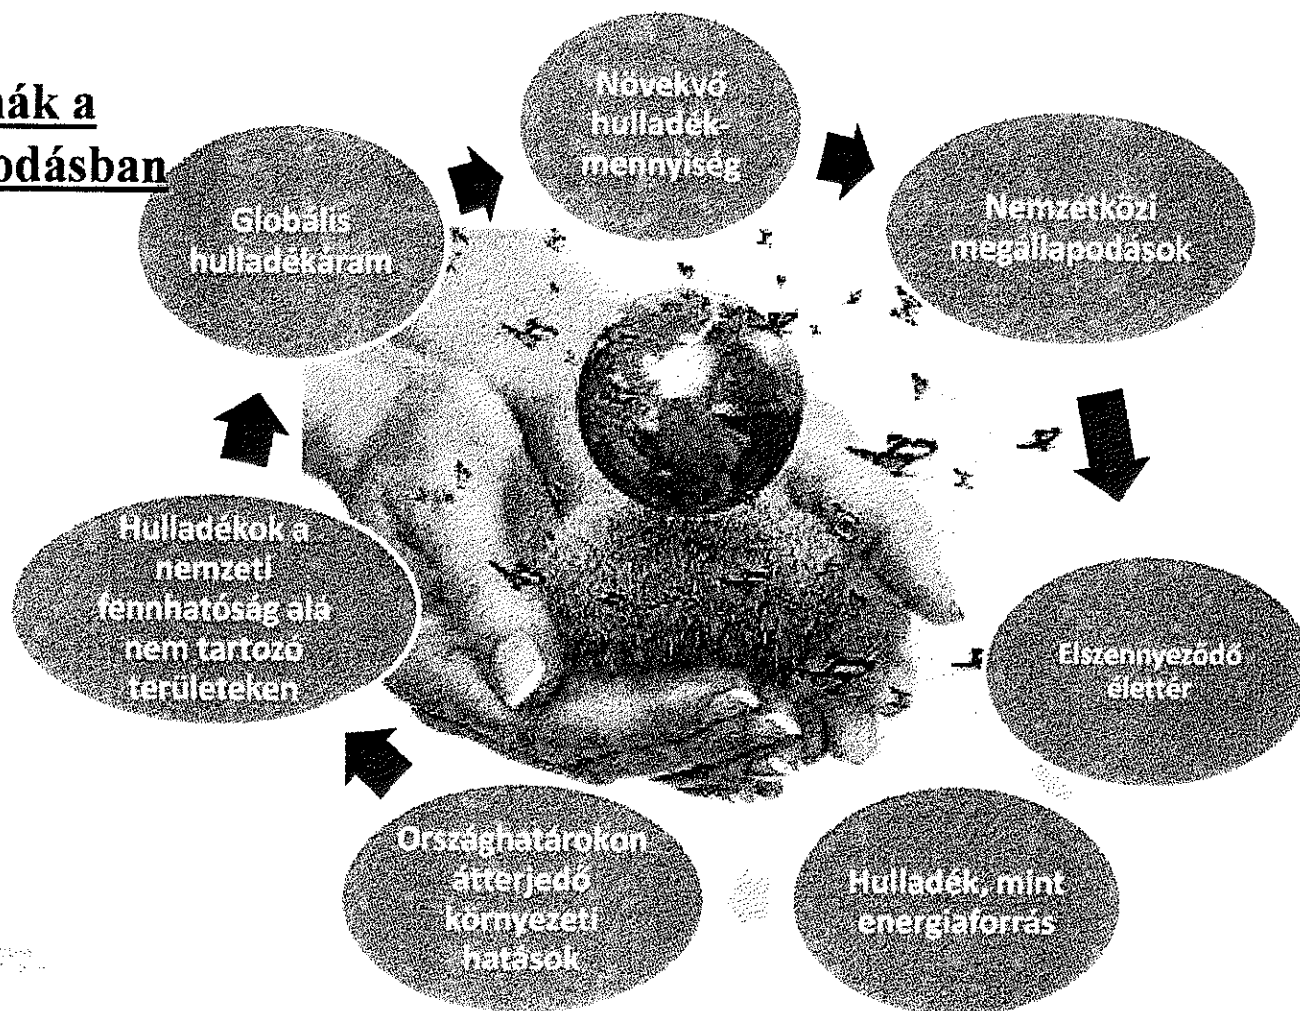 nák a
odásban
Növekvő
hulladék-
mennyiség
Nemzetközi
megállapodások
Elszennyeződő
élettér
Hulladék, mint
energiaforrás
Országhatárokon
átterjedő
környezeti
hatások
Hulladékok a
nemzeti
fennhatóság alá
nem tartozó
területeken
Globális
hulladékáram